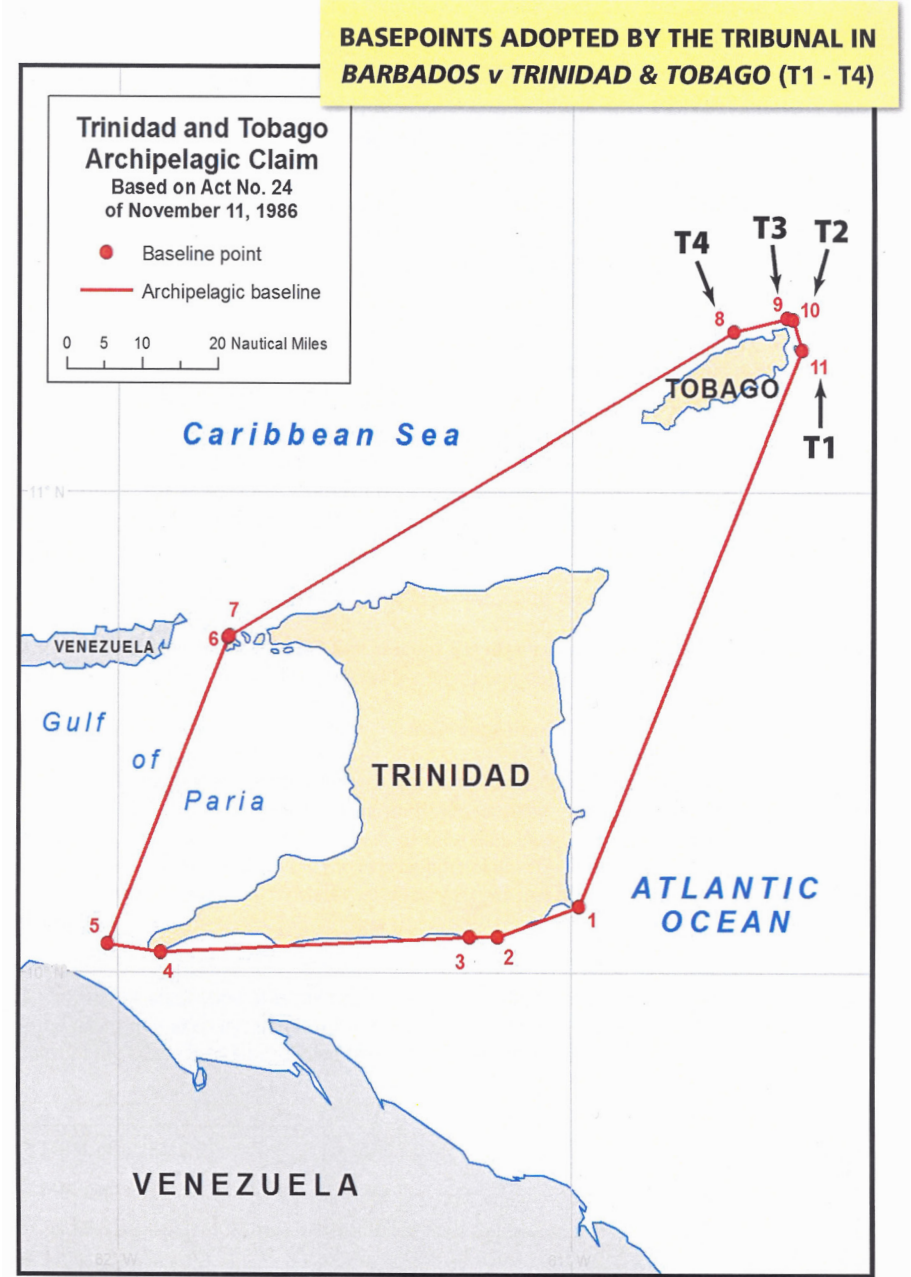 BASEPOINTS ADOPTED BY THE TRIBUNAL IN
BARBADOS v TRINIDAD & TOBAGO (T1 - T4)
Trinidad and Tobago
Archipelagic Claim
Based on Act No. 24
of November 11, 1986
Baseline point
Archipelagic baseline
0 5 10 20 Nautical Miles
T4
T3
T2
8
9
10
11
TOBAGO
T1
Caribbean Sea
11° N
7
6
VENEZUELA
Gulf
of
Paria
TRINIDAD
ATLANTIC
OCEAN
5
4
3
2
1
10° N
VENEZUELA
62° W
61° W